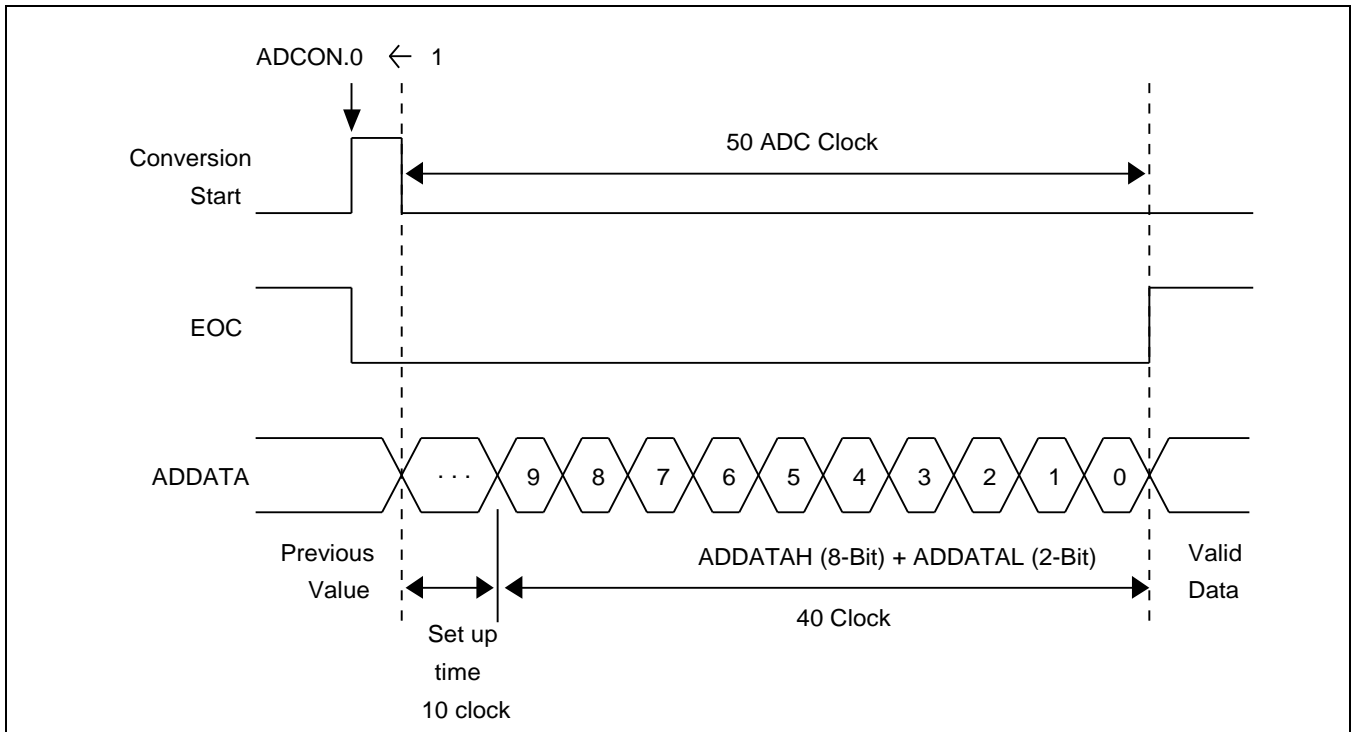 ADCON.0 ← 1
Conversion
Start
50 ADC Clock
EOC
ADDATA
· · · 9 8 7 6 5 4 3 2 1 0
Previous
Value
ADDATAH (8-Bit) + ADDATAL (2-Bit)
Valid
Data
40 Clock
Set up
time
10 clock